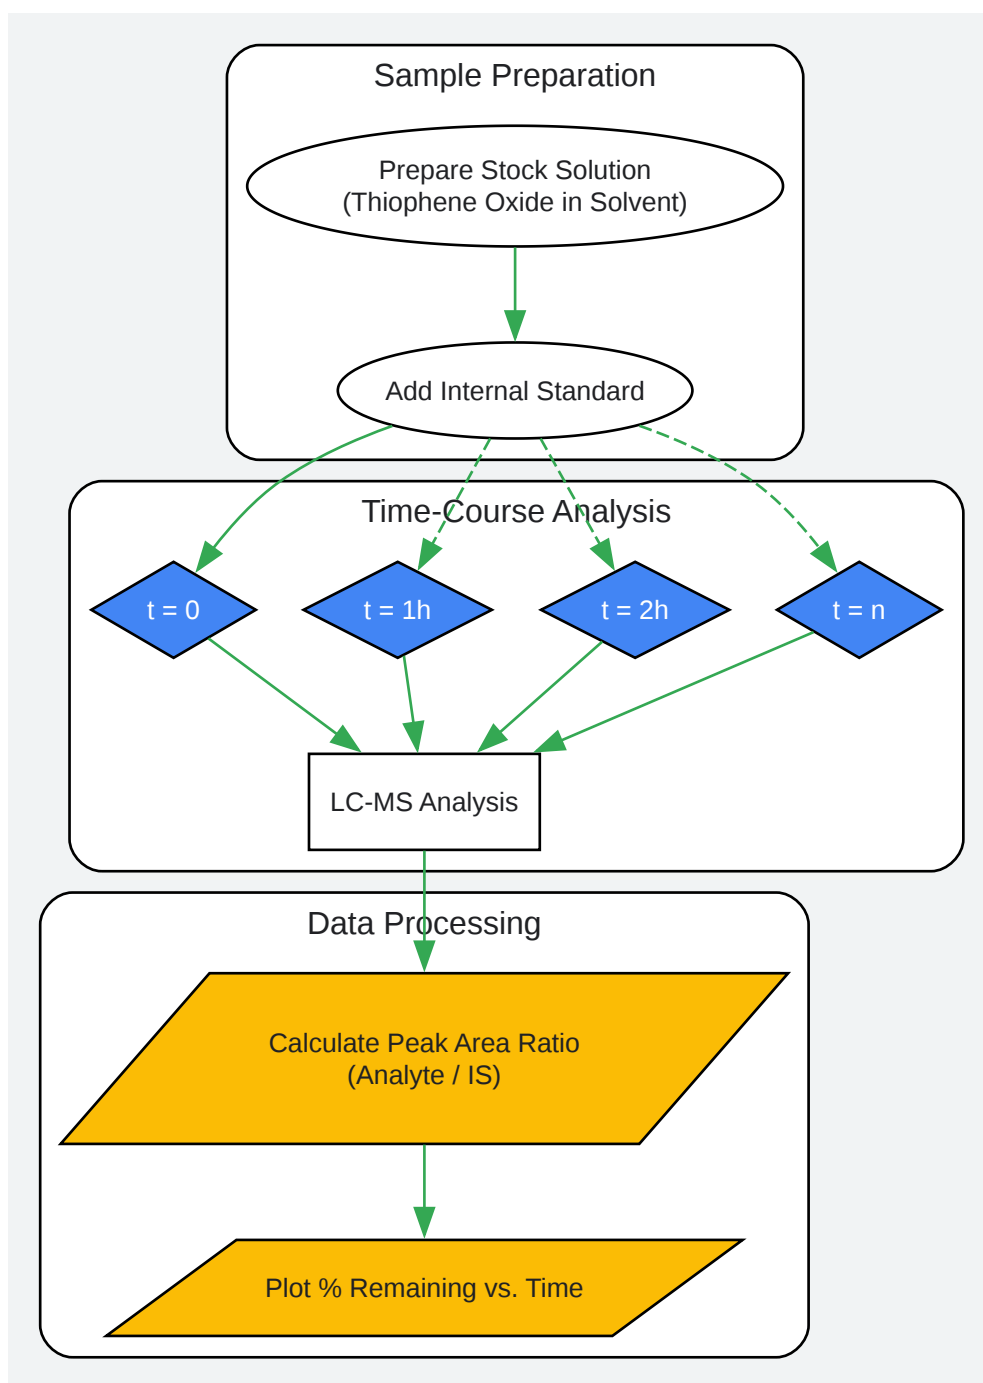 Sample Preparation
Prepare Stock Solution
(Thiophene Oxide in Solvent)
Add Internal Standard
Time-Course Analysis
t = 0
t = 1h
t = 2h
t = n
LC-MS Analysis
Data Processing
Calculate Peak Area Ratio
(Analyte / IS)
Plot % Remaining vs. Time